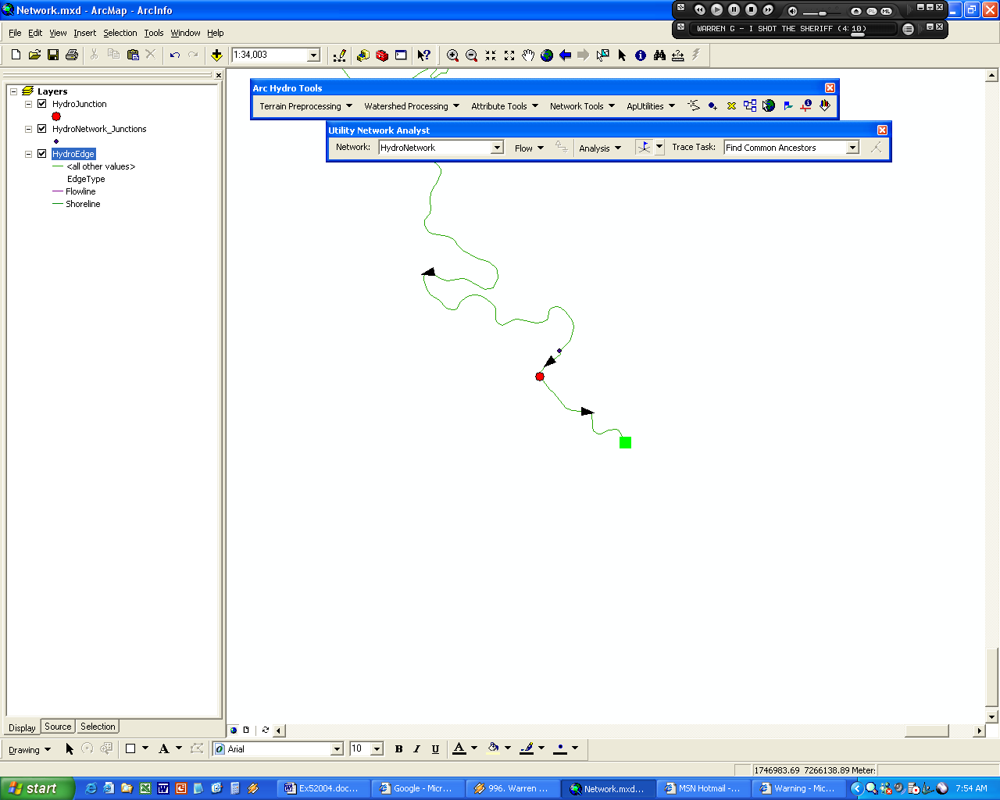 Network.mxd - ArcMap - ArcInfo
WARREN G - I SHOT THE SHERIFF (4:10)
File Edit View Insert Selection Tools Window Help
1:34,003
Layers
HydroJunction
HydroNetwork_Junctions
HydroEdge
<all other values>
EdgeType
Flowline
Shoreline
Arc Hydro Tools
Terrain Preprocessing Watershed Processing Attribute Tools Network Tools ApUtilities
Utility Network Analyst
Network: HydroNetwork Flow Analysis Trace Task: Find Common Ancestors
Display Source Selection
Drawing A Arial 10 B I U A
1746983.69 7266138.89 Meter:
start Ex52004.doc... Google - Micr... 996. Warren ... Network.mxd... MSN Hotmail -... Warning - Mic... 7:54 AM